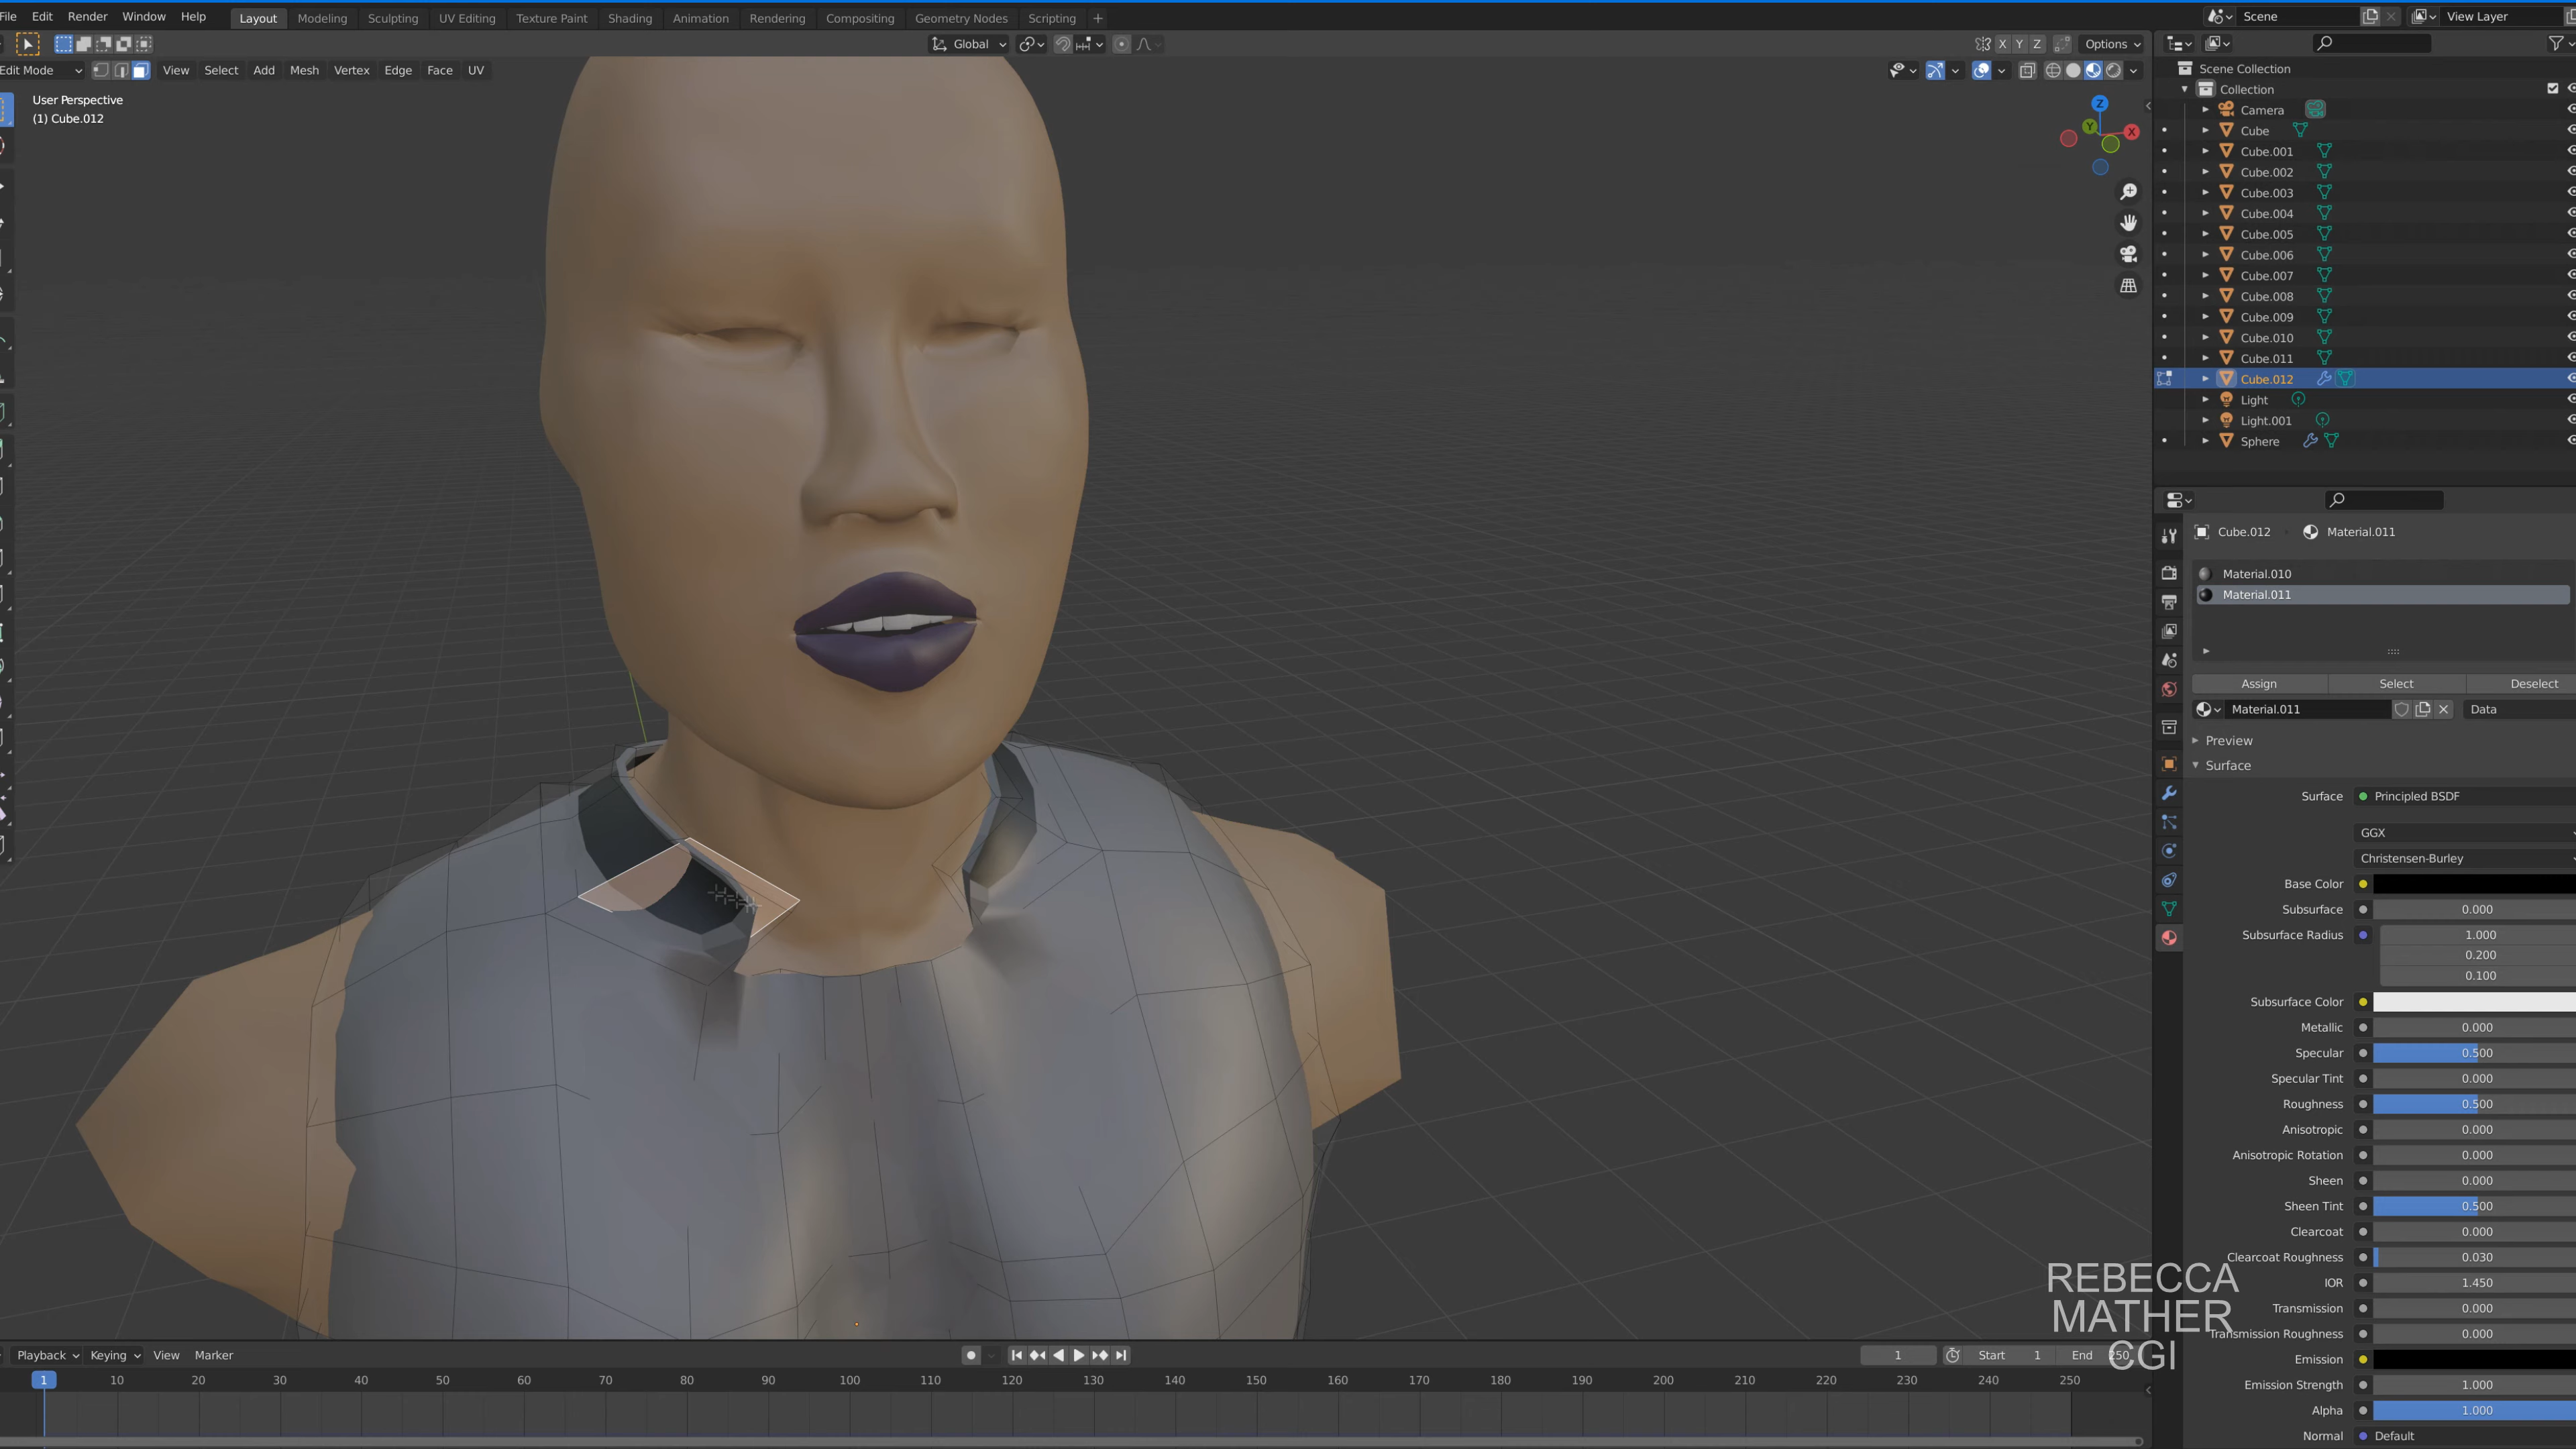 File Edit Render Window Help Layout Modeling Sculpting UV Editing Texture Paint Shading Animation Rendering Compositing Geometry Nodes Scripting + Scene View Layer
Global X Y Z Options
Edit Mode View Select Add Mesh Vertex Edge Face UV
User Perspective
(1) Cube.012
Z
Y
X
Scene Collection
Collection
Camera
Cube
Cube.001
Cube.002
Cube.003
Cube.004
Cube.005
Cube.006
Cube.007
Cube.008
Cube.009
Cube.010
Cube.011
Cube.012
Light
Light.001
Sphere
Cube.012 Material.011
Material.010
Material.011
Assign Select Deselect
Material.011 Data
Preview
Surface
Surface Principled BSDF
GGX
Christensen-Burley
Base Color
Subsurface 0.000
Subsurface Radius 1.000
0.200
0.100
Subsurface Color
Metallic 0.000
Specular 0.500
Specular Tint 0.000
Roughness 0.500
Anisotropic 0.000
Anisotropic Rotation 0.000
Sheen 0.000
Sheen Tint 0.500
Clearcoat 0.000
Clearcoat Roughness 0.030
IOR 1.450
Transmission 0.000
Transmission Roughness 0.000
Emission
Emission Strength 1.000
Alpha 1.000
Normal Default
REBECCA
MATHER
CGI
Playback Keying View Marker 1 Start 1 End 250
1 10 20 30 40 50 60 70 80 90 100 110 120 130 140 150 160 170 180 190 200 210 220 230 240 250